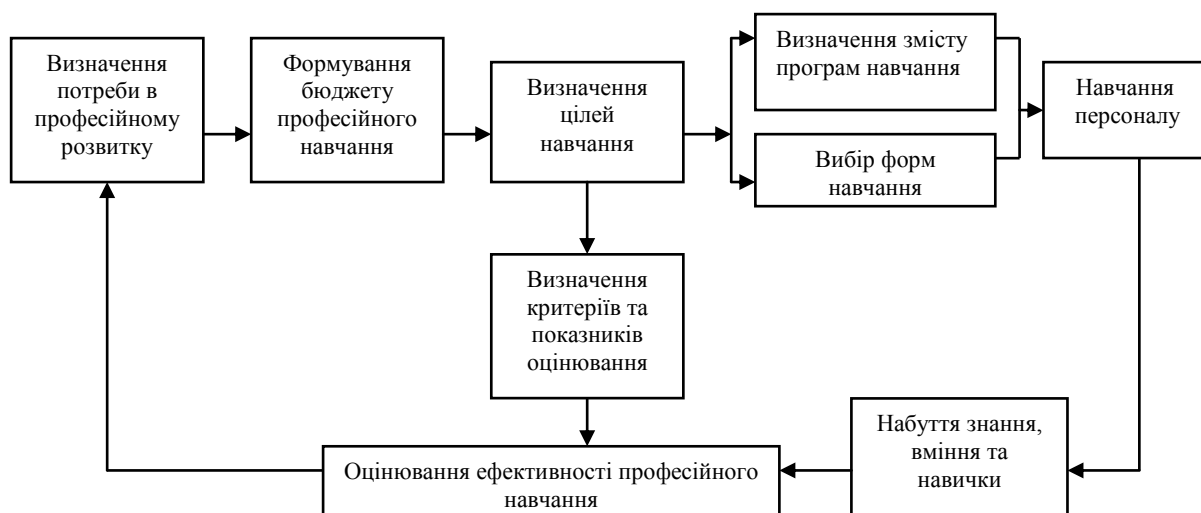 Визначення
потреби в
професійному
розвитку
Формування
бюджету
професійного
навчання
Визначення
цілей
навчання
Визначення змісту
програм навчання
Вибір форм
навчання
Навчання
персоналу
Визначення
критеріїв та
показників
оцінювання
Набуття знання,
вміння та
навички
Оцінювання ефективності професійного
навчання